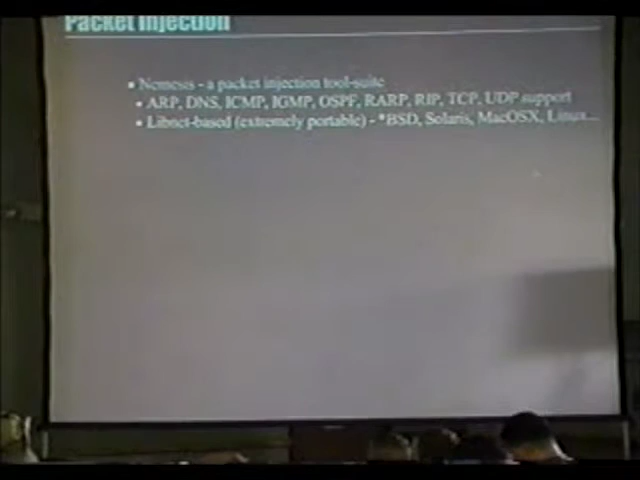 Packet Injection
• Nemesis - a packet injection tool-suite
• ARP, DNS, ICMP, IGMP, OSPF, RARP, RIP, TCP, UDP support
• Libnet-based (extremely portable) - *BSD, Solaris, MacOSX, Linux...